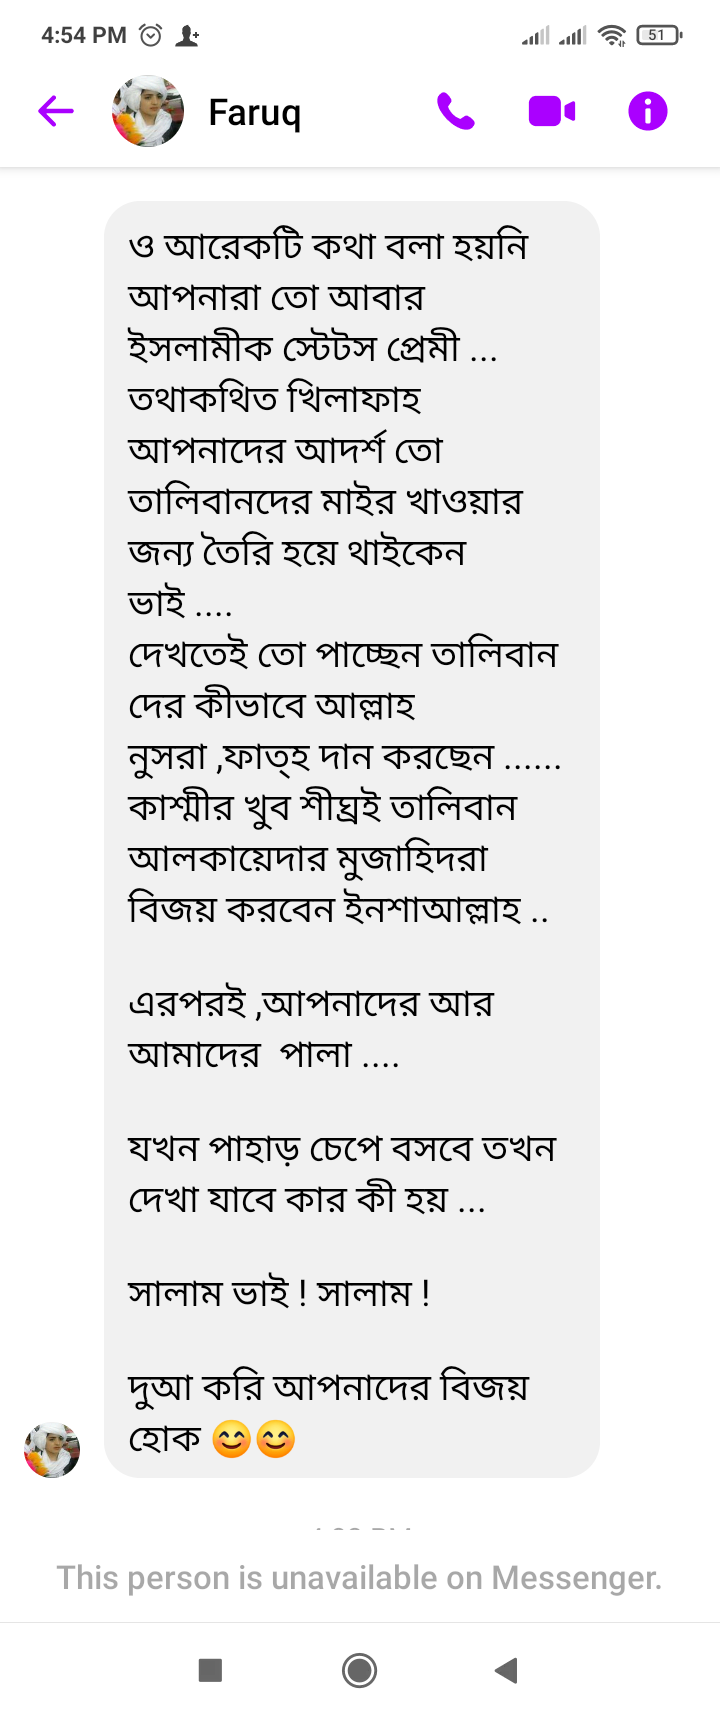 4:54 PM
51
Faruq
ও আরেকটি কথা বলা হয়নি
আপনারা তো আবার
ইসলামীক স্টেটস প্রেমী ...
তথাকথিত খিলাফাহ
আপনাদের আদর্শ তো
তালিবানদের মাইর খাওয়ার
জন্য তৈরি হয়ে থাইকেন
ভাই ....
দেখতেই তো পাচ্ছেন তালিবান
দের কীভাবে আল্লাহ
নুসরা ,ফাত্হ দান করছেন ......
কাশ্মীর খুব শীঘ্রই তালিবান
আলকায়েদার মুজাহিদরা
বিজয় করবেন ইনশাআল্লাহ ..
এরপরই ,আপনাদের আর
আমাদের পালা ....
যখন পাহাড় চেপে বসবে তখন
দেখা যাবে কার কী হয় ...
সালাম ভাই ! সালাম !
দুআ করি আপনাদের বিজয়
হোক 😊😊
This person is unavailable on Messenger.